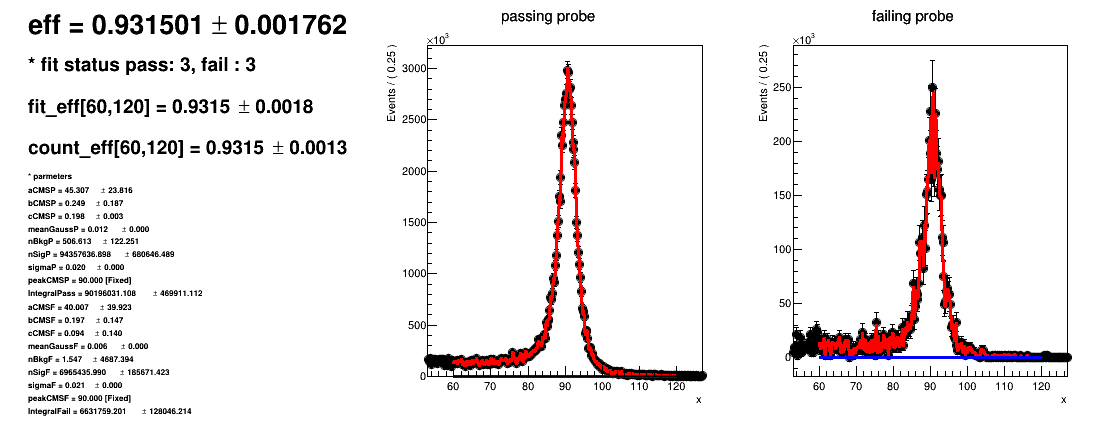 eff = 0.931501 ± 0.001762
* fit status pass: 3, fail : 3
fit_eff[60,120] = 0.9315 ± 0.0018
count_eff[60,120] = 0.9315 ± 0.0013
* parmeters
aCMSP = 45.307 ± 23.816
bCMSP = 0.249 ± 0.187
cCMSP = 0.198 ± 0.003
meanGaussP = 0.012 ± 0.000
nBkgP = 506.613 ± 122.251
nSigP = 94357636.898 ± 680646.489
sigmaP = 0.020 ± 0.000
peakCMSP = 90.000 [Fixed]
IntegralPass = 90196031.108 ± 469911.112
aCMSF = 40.007 ± 39.923
bCMSF = 0.197 ± 0.147
cCMSF = 0.094 ± 0.140
meanGaussF = 0.006 ± 0.000
nBkgF = 1.547 ± 4687.394
nSigF = 6965435.990 ± 185671.423
sigmaF = 0.021 ± 0.000
peakCMSF = 90.000 [Fixed]
IntegralFail = 6631759.201 ± 128046.214
passing probe
×10³
Events / ( 0.25 )
3000
2500
2000
1500
1000
500
0
60 70 80 90 100 110 120
x
failing probe
×10³
Events / ( 0.25 )
250
200
150
100
50
0
60 70 80 90 100 110 120
x